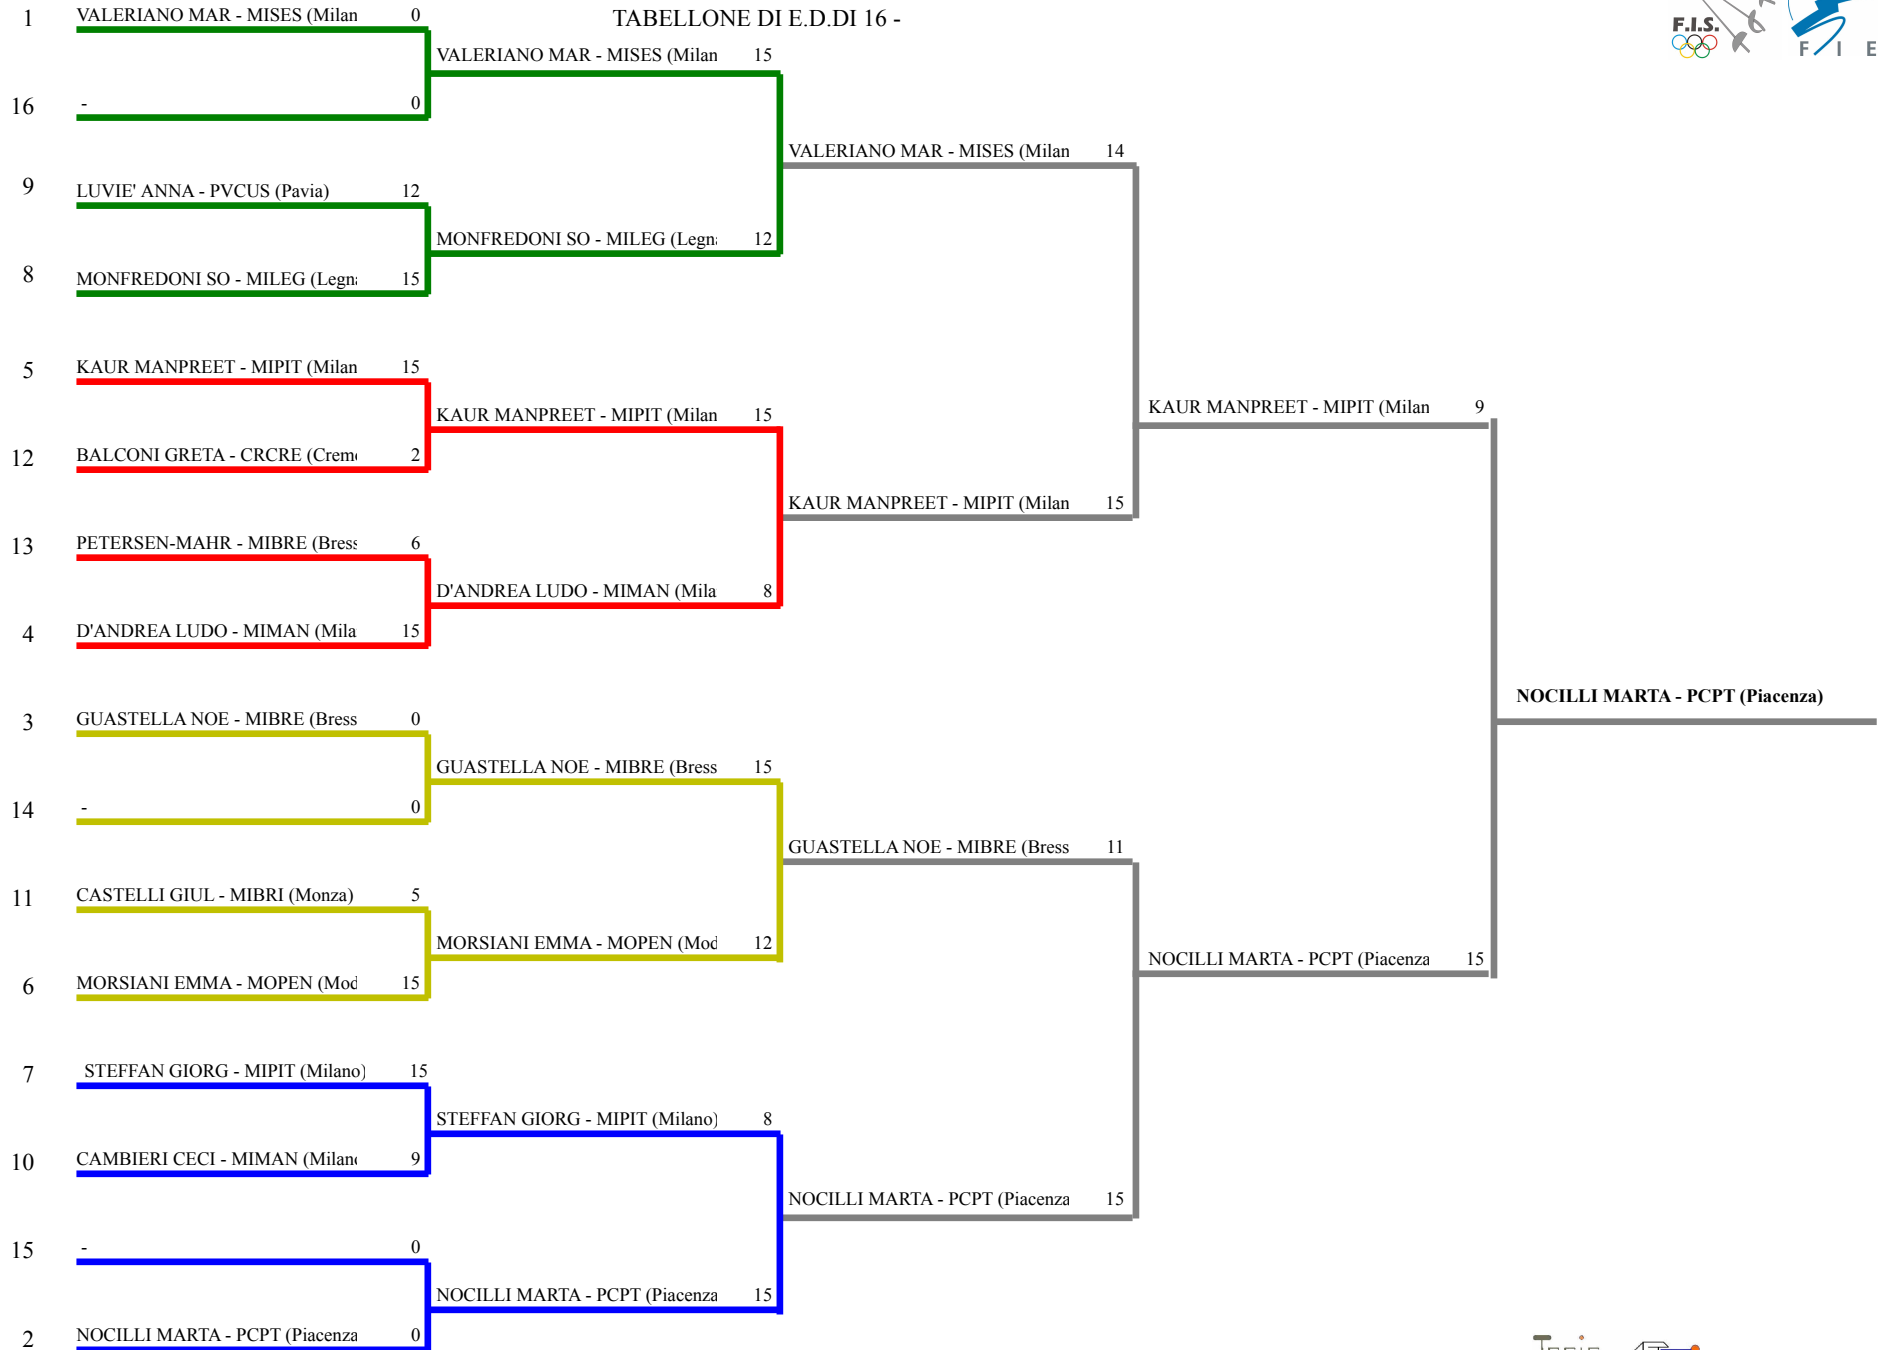 TABELLONE DI E.D.DI 16 -
F.I.S.
F I E
1 VALERIANO MAR - MISES (Milan 0
VALERIANO MAR - MISES (Milan 15
16 - 0
VALERIANO MAR - MISES (Milan 14
9 LUVIE' ANNA - PVCUS (Pavia) 12
MONFREDONI SO - MILEG (Legn 12
8 MONFREDONI SO - MILEG (Legn 15
5 KAUR MANPREET - MIPIT (Milan 15
KAUR MANPREET - MIPIT (Milan 15
KAUR MANPREET - MIPIT (Milan 9
12 BALCONI GRETA - CRCRE (Crem 2
KAUR MANPREET - MIPIT (Milan 15
13 PETERSEN-MAHR - MIBRE (Bress 6
D'ANDREA LUDO - MIMAN (Mila 8
4 D'ANDREA LUDO - MIMAN (Mila 15
NOCILLI MARTA - PCPT (Piacenza)
3 GUASTELLA NOE - MIBRE (Bress 0
GUASTELLA NOE - MIBRE (Bress 15
14 - 0
GUASTELLA NOE - MIBRE (Bress 11
11 CASTELLI GIUL - MIBRI (Monza) 5
MORSIANI EMMA - MOPEN (Mod 12
NOCILLI MARTA - PCPT (Piacenza 15
6 MORSIANI EMMA - MOPEN (Mod 15
7 STEFFAN GIORG - MIPIT (Milano) 15
STEFFAN GIORG - MIPIT (Milano) 8
10 CAMBIERI CECI - MIMAN (Milan 9
NOCILLI MARTA - PCPT (Piacenza 15
15 - 0
NOCILLI MARTA - PCPT (Piacenza 15
2 NOCILLI MARTA - PCPT (Piacenza 0